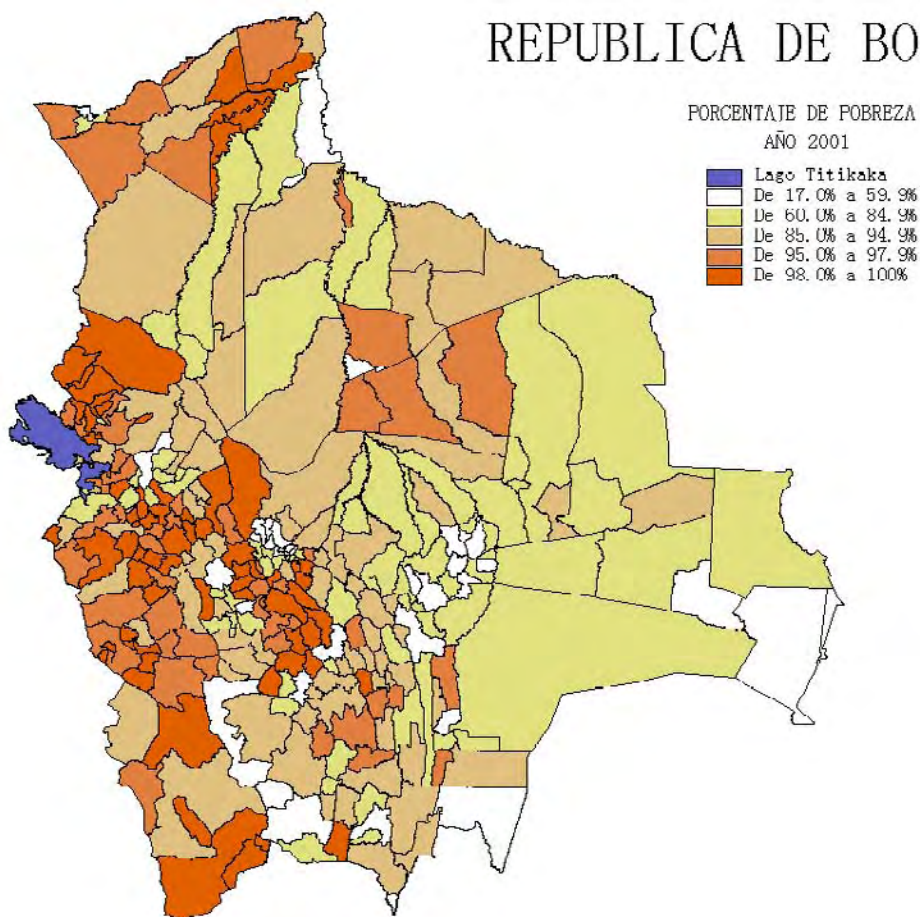 REPUBLICA DE BO
PORCENTAJE DE POBREZA
AÑO 2001
Lago Titikaka
De 17.0% a 59.9%
De 60.0% a 84.9%
De 85.0% a 94.9%
De 95.0% a 97.9%
De 98.0% a 100%